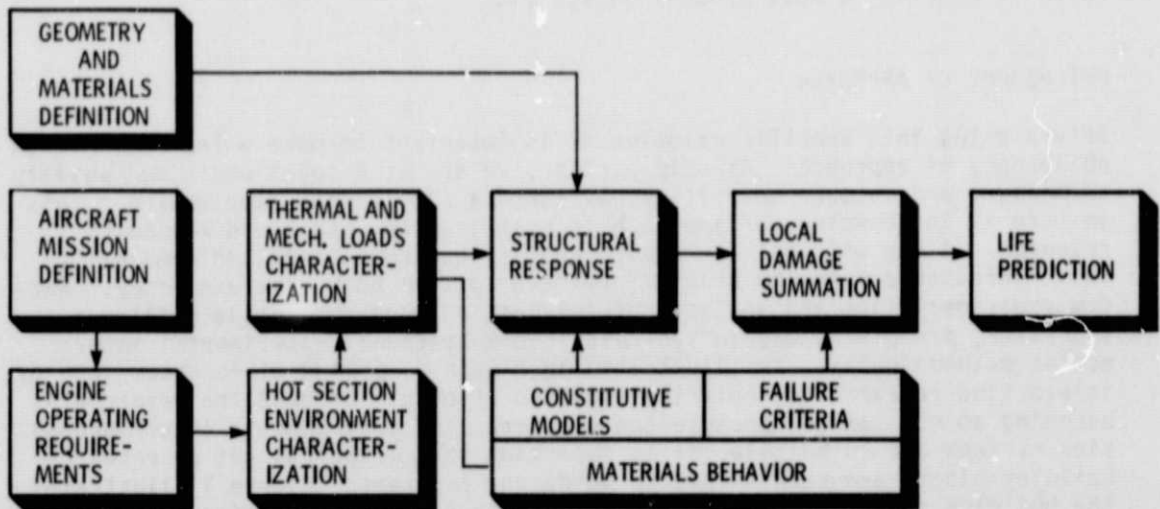 GEOMETRY
AND
MATERIALS
DEFINITION
AIRCRAFT
MISSION
DEFINITION
THERMAL AND
MECH. LOADS
CHARACTER-
IZATION
STRUCTURAL
RESPONSE
LOCAL
DAMAGE
SUMMATION
LIFE
PREDICTION
ENGINE
OPERATING
REQUIRE-
MENTS
HOT SECTION
ENVIRONMENT
CHARACTER-
IZATION
CONSTITUTIVE
MODELS
FAILURE
CRITERIA
MATERIALS BEHAVIOR